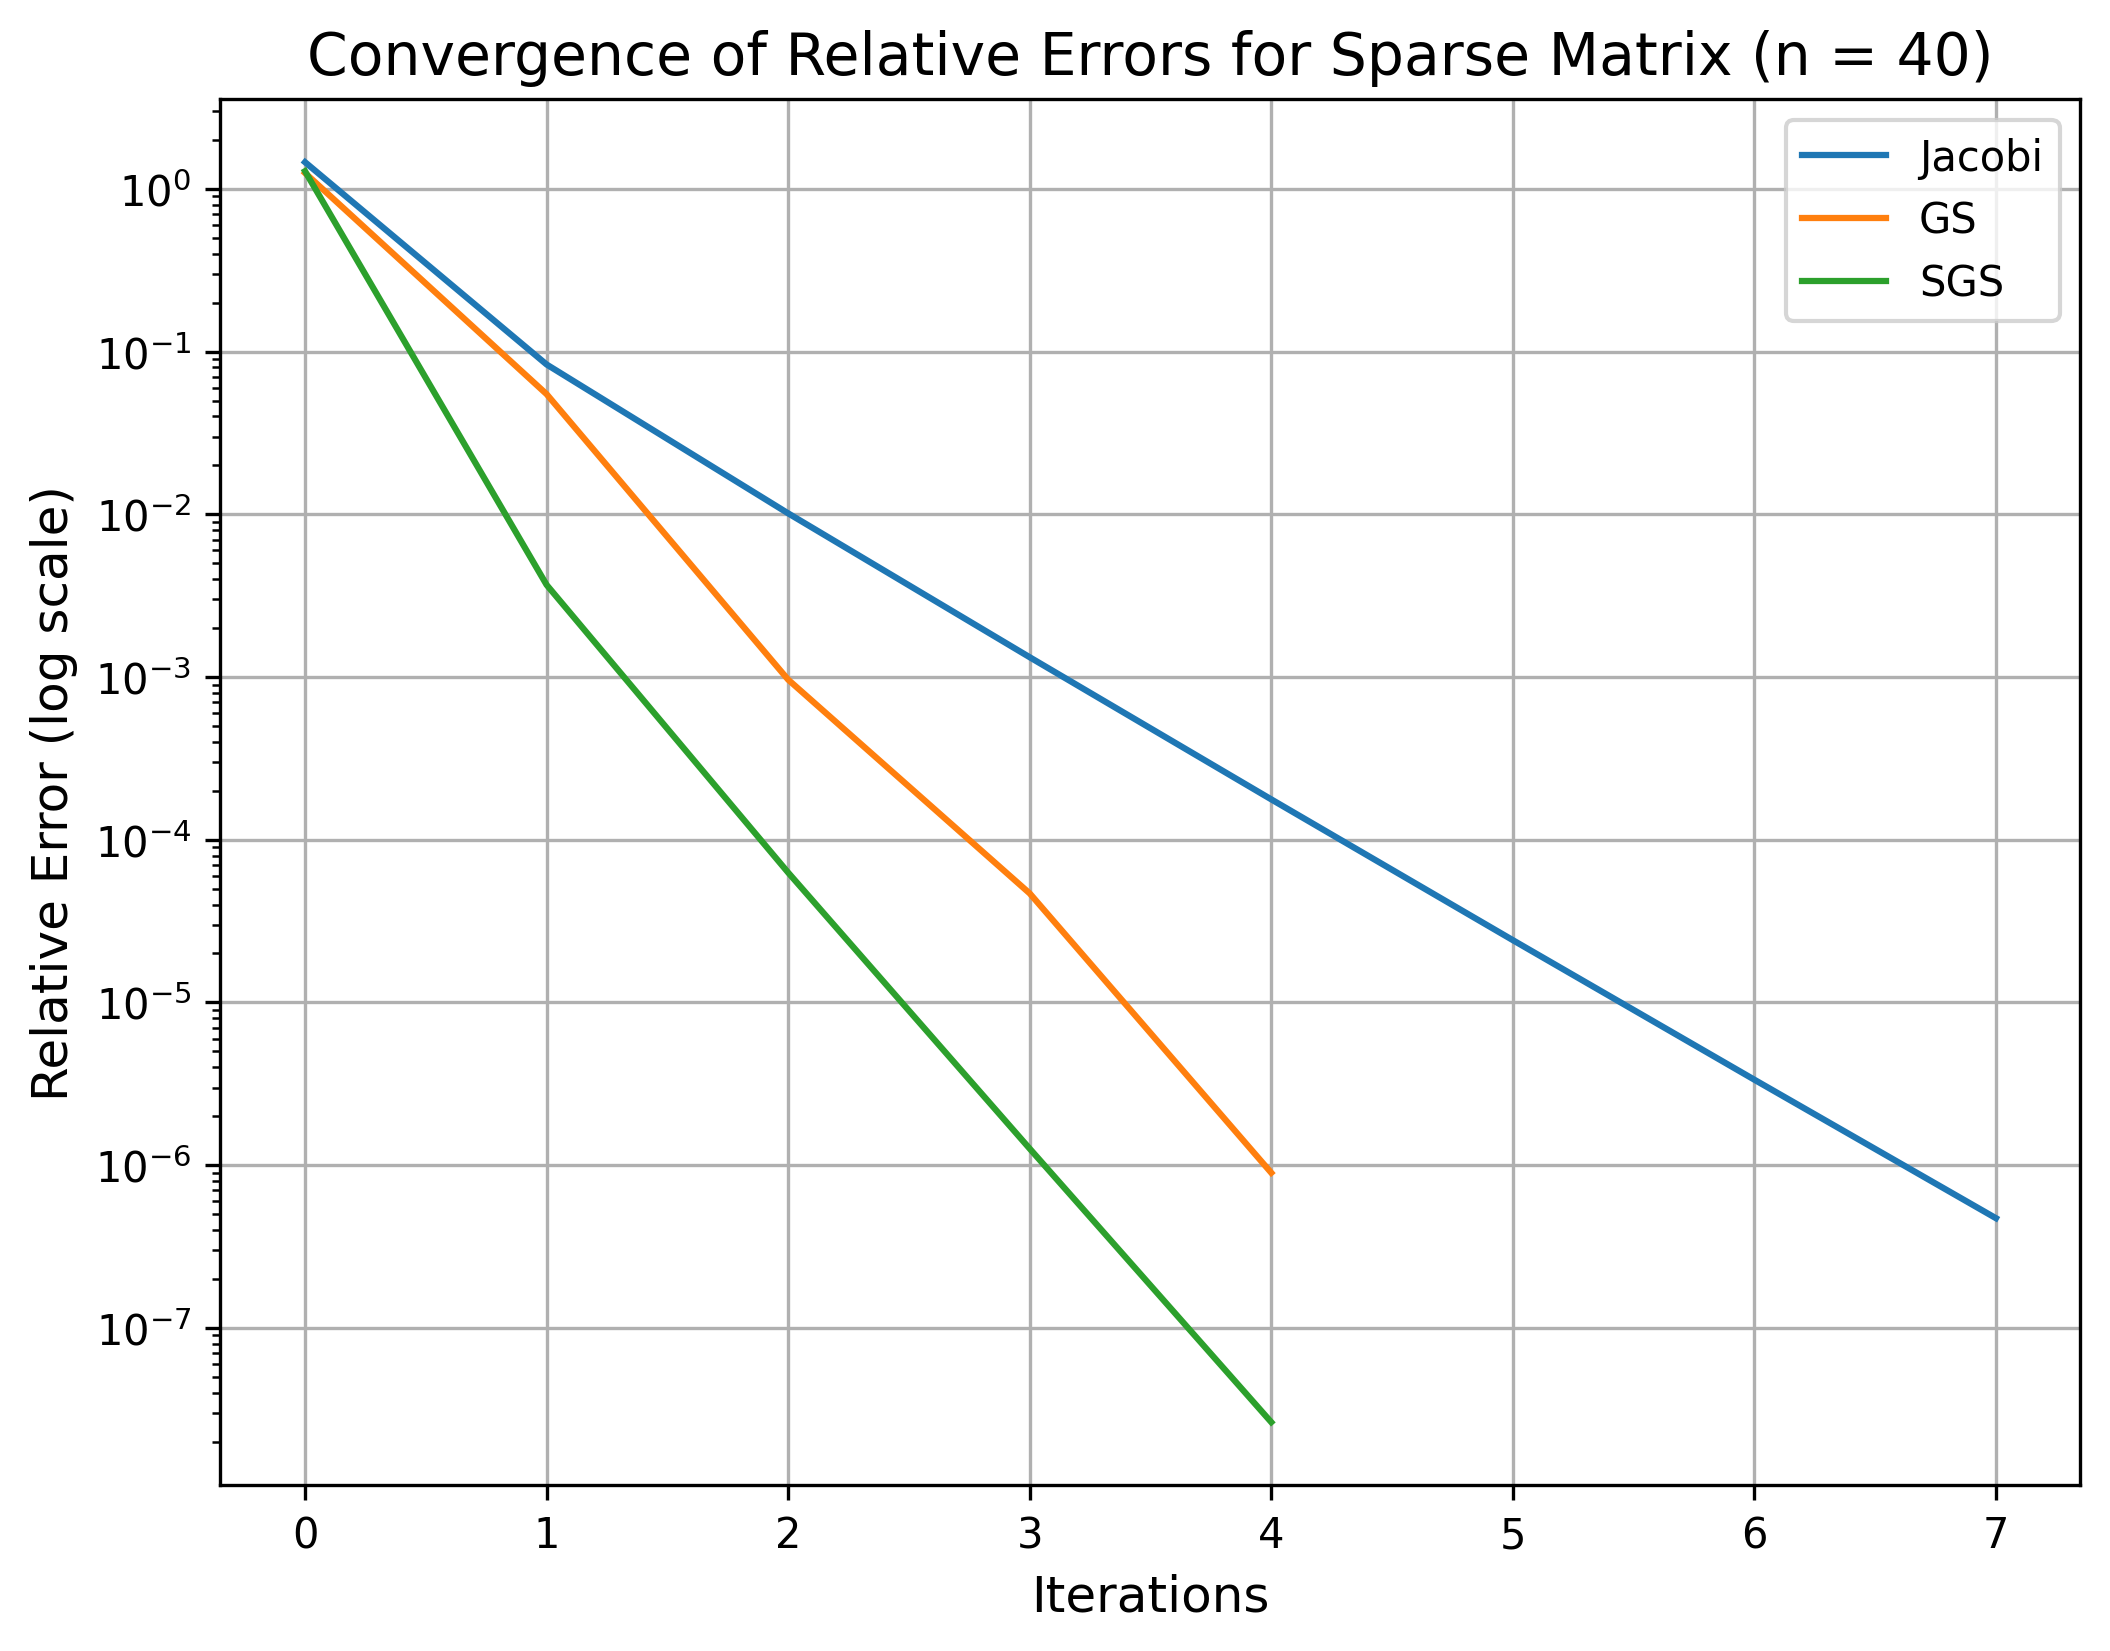 Convergence of Relative Errors for Sparse Matrix (n = 40)
Jacobi
GS
SGS
Relative Error (log scale)
10⁰
10⁻¹
10⁻²
10⁻³
10⁻⁴
10⁻⁵
10⁻⁶
10⁻⁷
0 1 2 3 4 5 6 7
Iterations